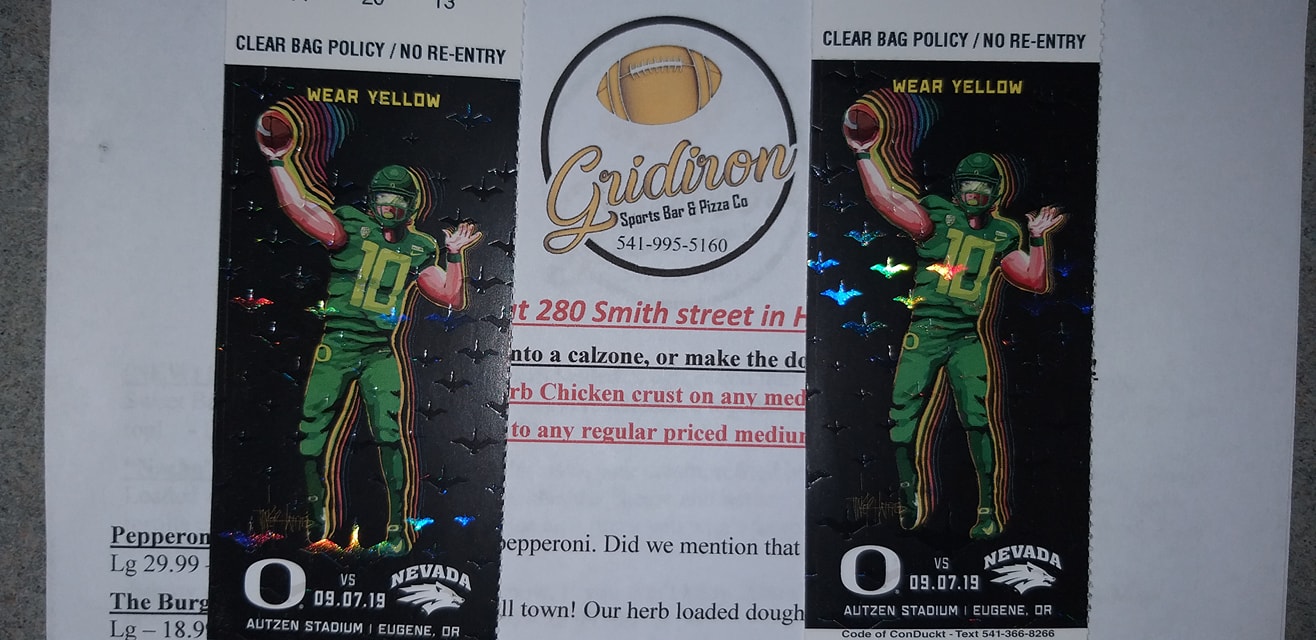 20 13
CLEAR BAG POLICY / NO RE-ENTRY
WEAR YELLOW
10
O VS NEVADA
09.07.19
AUTZEN STADIUM | EUGENE, OR
Gridiron
Sports Bar & Pizza Co
541-995-5160
at 280 Smith street in H
nto a calzone, or make the do
rb Chicken crust on any med
to any regular priced medium
Pepperon
Lg 29.99 -
pepperoni. Did we mention that
The Burg
Lg – 18.9
ll town! Our herb loaded dough
CLEAR BAG POLICY / NO RE-ENTRY
WEAR YELLOW
10
O VS NEVADA
09.07.19
AUTZEN STADIUM | EUGENE, OR
Code of ConDuckt - Text 541-366-8266